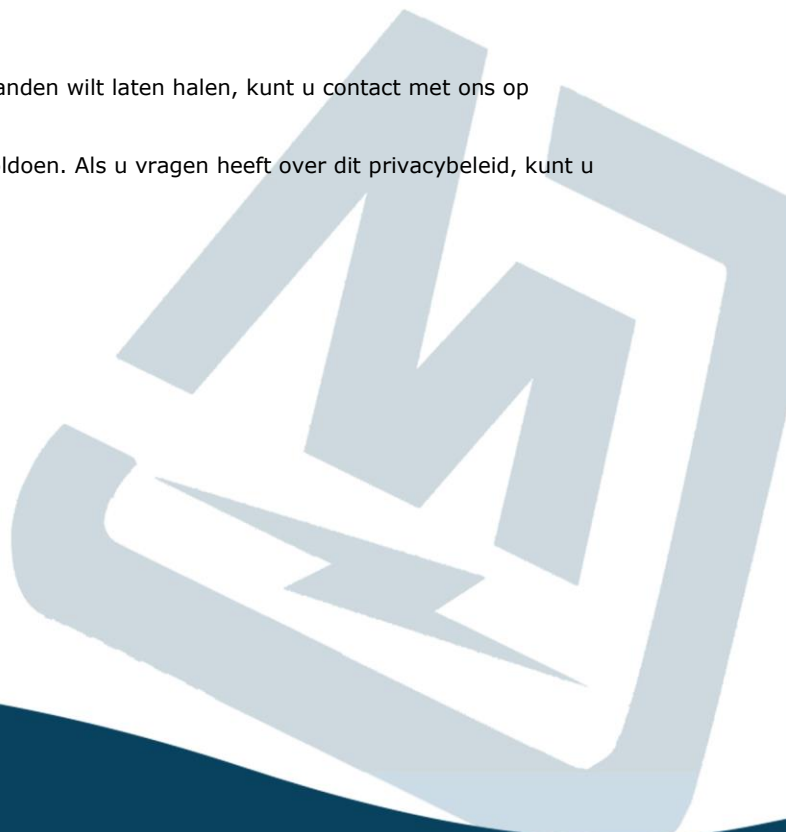 anden wilt laten halen, kunt u contact met ons op
ldoen. Als u vragen heeft over dit privacybeleid, kunt u